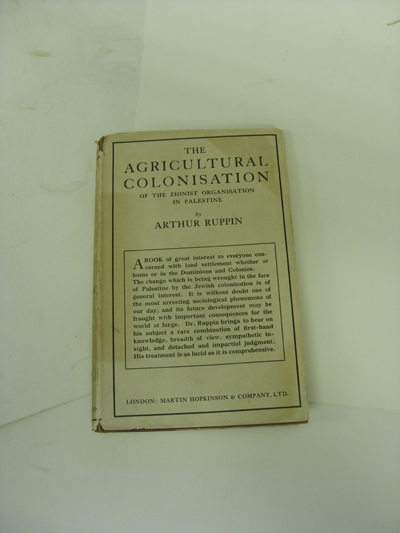 THE
AGRICULTURAL
COLONISATION
OF THE ZIONIST ORGANISATION
IN PALESTINE
By
ARTHUR RUPPIN
A BOOK of great interest to everyone con-
cerned with land settlement whether at
home or in the Dominions and Colonies.
The change which is being wrought in the face
of Palestine by the Jewish colonisation is of
general interest. It is without doubt one of
the most arresting sociological phenomena of
our day, and its future development may be
fraught with important consequences for the
world at large. Dr. Ruppin brings to bear on
his subject a rare combination of first-hand
knowledge, breadth of view, sympathetic in-
sight, and detached and impartial judgment.
His treatment is as lucid as it is comprehensive.
LONDON: MARTIN HOPKINSON & COMPANY, LTD.